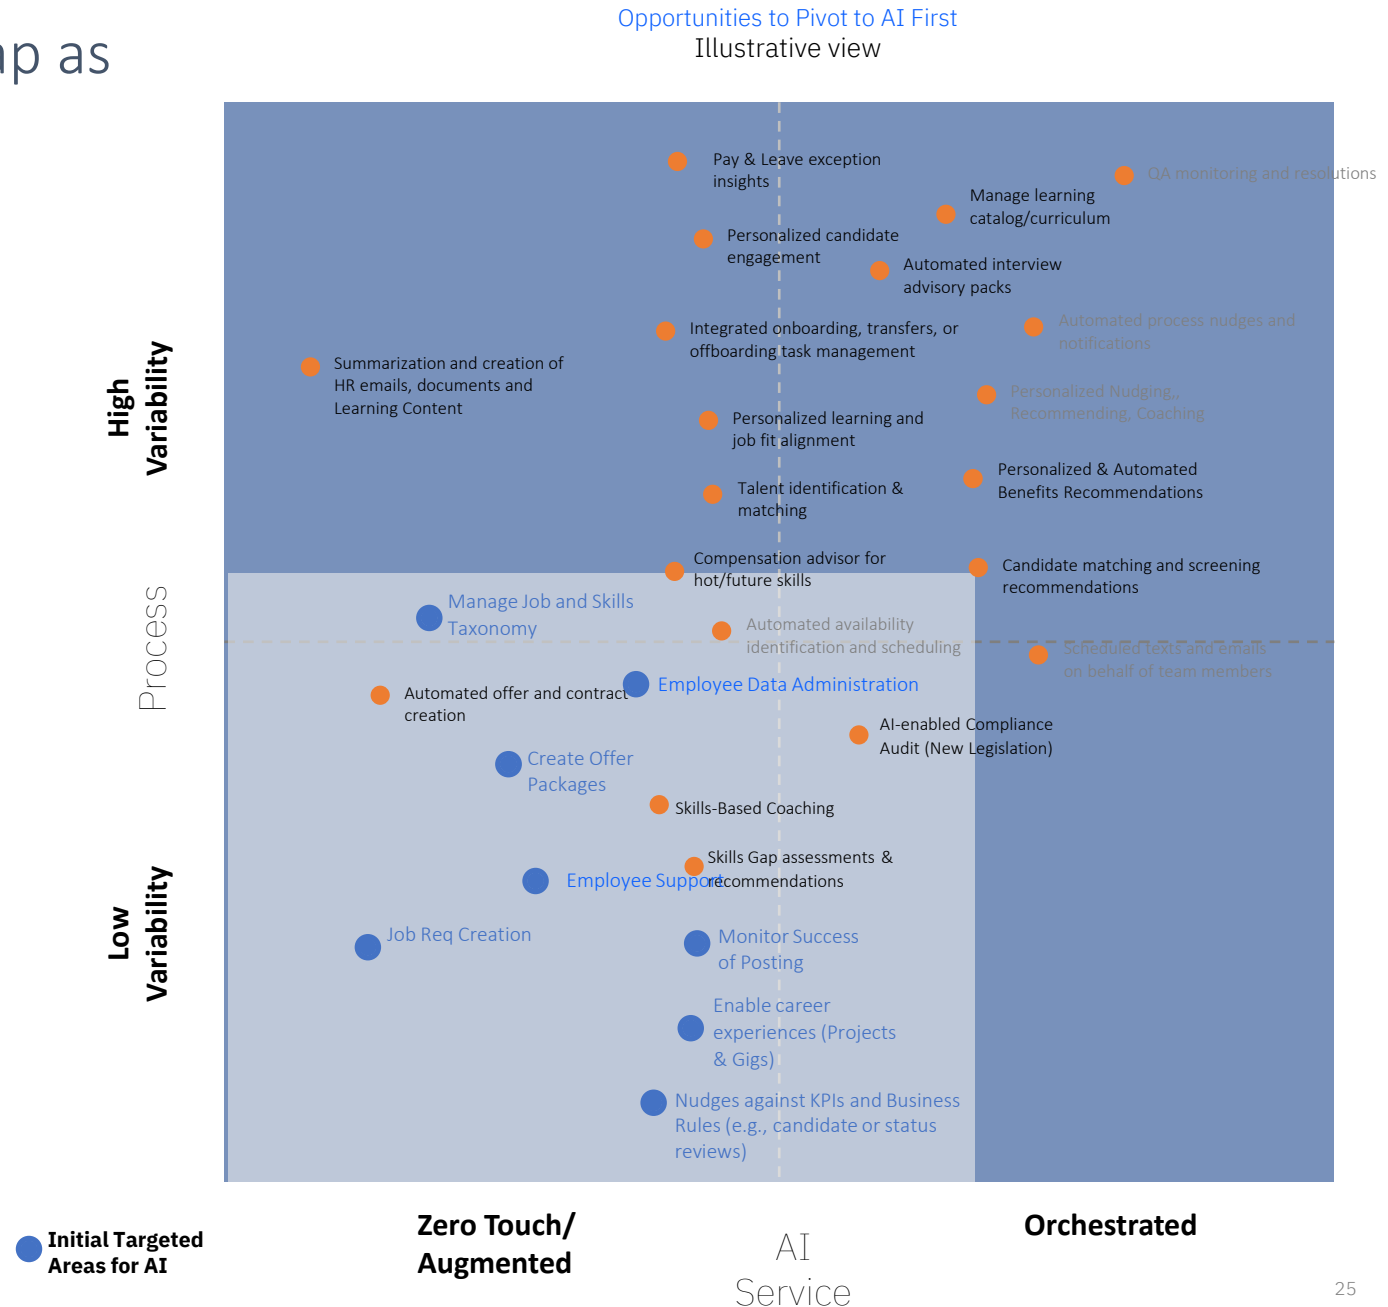 Opportunities to Pivot to AI First
Illustrative view
ap as
Pay & Leave exception
insights
QA monitoring and resolutions
Manage learning
catalog/curriculum
Personalized candidate
engagement
Automated interview
advisory packs
Integrated onboarding, transfers, or
offboarding task management
Automated process nudges and
notifications
Summarization and creation of
HR emails, documents and
Learning Content
Personalized Nudging,,
Recommending, Coaching
Personalized learning and
job fit alignment
Personalized & Automated
Benefits Recommendations
Talent identification &
matching
Compensation advisor for
hot/future skills
Candidate matching and screening
recommendations
Manage Job and Skills
Taxonomy
Automated availability
identification and scheduling
Scheduled texts and emails
on behalf of team members
Employee Data Administration
Automated offer and contract
creation
AI-enabled Compliance
Audit (New Legislation)
Create Offer
Packages
Skills-Based Coaching
Skills Gap assessments &
recommendations
Employee Support
Job Req Creation
Monitor Success
of Posting
Enable career
experiences (Projects
& Gigs)
Nudges against KPIs and Business
Rules (e.g., candidate or status
reviews)
High
Variability
Process
Low
Variability
Zero Touch/
Augmented
AI
Service
Orchestrated
Initial Targeted
Areas for AI
25